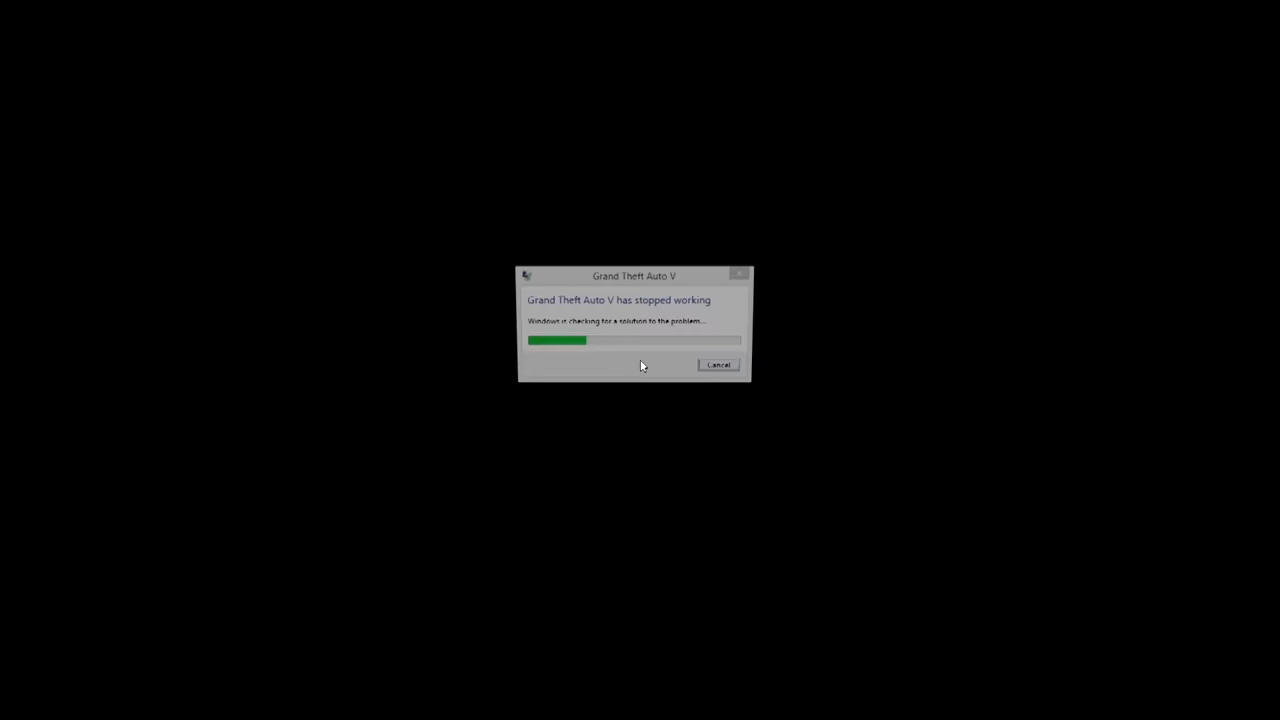 Grand Theft Auto V
Grand Theft Auto V has stopped working
Windows is checking for a solution to the problem...
Cancel